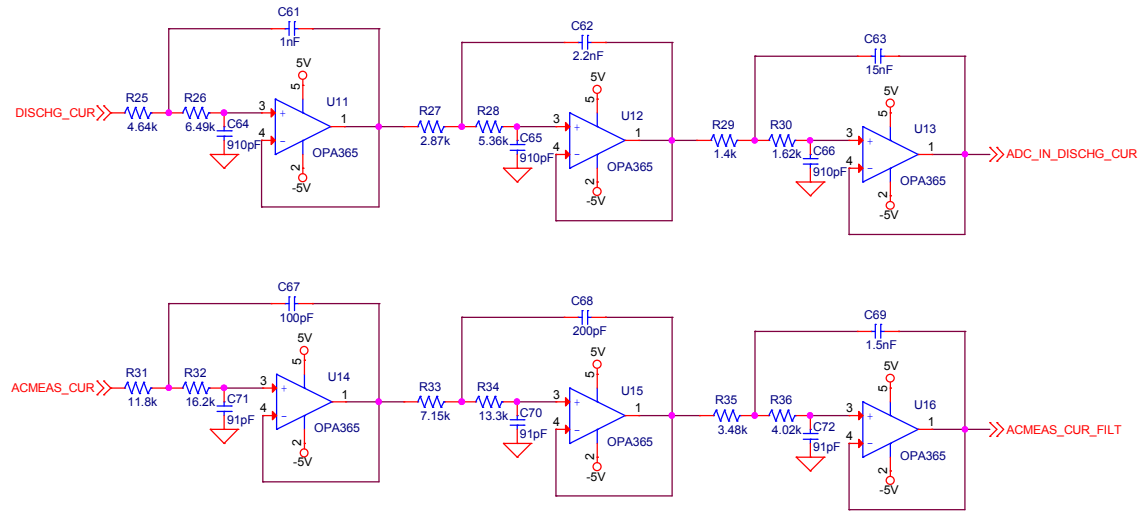 C61
1nF
C62
2.2nF
C63
15nF
5V
5
5V
5
5V
5
DISCHG_CUR
R25
4.64k
R26
6.49k
C64
910pF
3
+
4
-
1
2
-5V
U11
OPA365
R27
2.87k
R28
5.36k
C65
910pF
3
+
4
-
1
2
-5V
U12
OPA365
R29
1.4k
R30
1.62k
C66
910pF
3
+
4
-
1
2
-5V
U13
OPA365
ADC_IN_DISCHG_CUR
C67
100pF
C68
200pF
C69
1.5nF
5V
5
5V
5
5V
5
ACMEAS_CUR
R31
11.8k
R32
16.2k
C71
91pF
3
+
4
-
1
2
-5V
U14
OPA365
R33
7.15k
R34
13.3k
C70
91pF
3
+
4
-
1
2
-5V
U15
OPA365
R35
3.48k
R36
4.02k
C72
91pF
3
+
4
-
1
2
-5V
U16
OPA365
ACMEAS_CUR_FILT